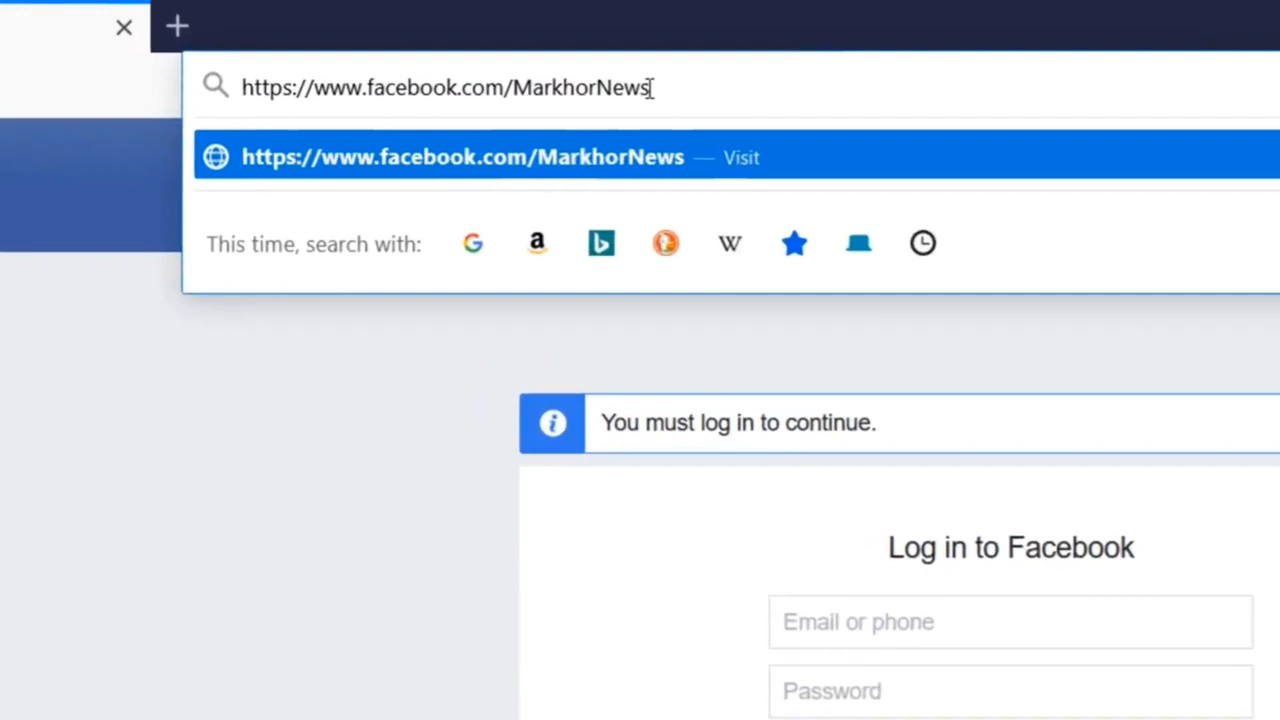 https://www.facebook.com/MarkhorNews
https://www.facebook.com/MarkhorNews — Visit
This time, search with:
You must log in to continue.
Log in to Facebook
Email or phone
Password